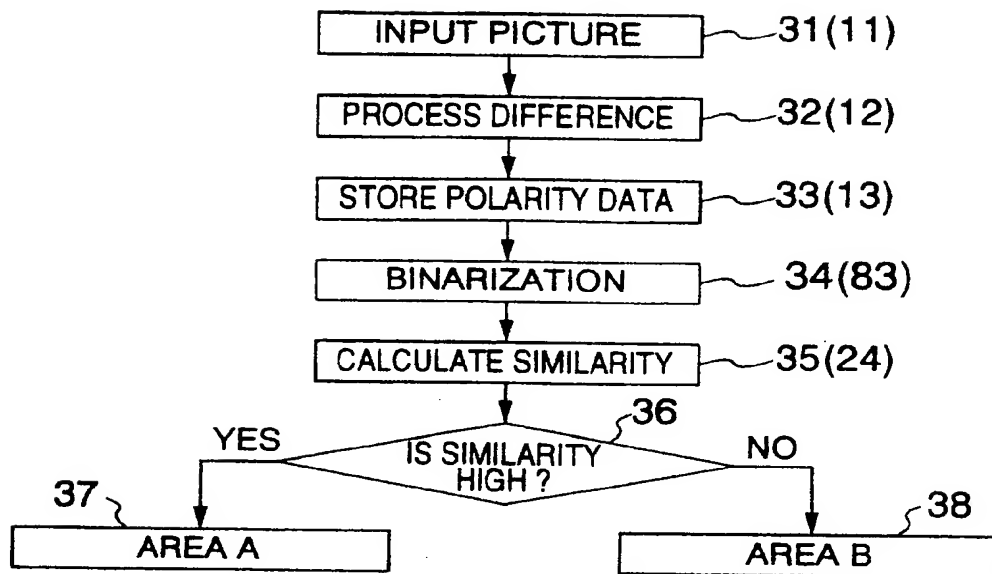 INPUT PICTURE 31(11)
PROCESS DIFFERENCE 32(12)
STORE POLARITY DATA 33(13)
BINARIZATION 34(83)
CALCULATE SIMILARITY 35(24)
36
YES
IS SIMILARITY
HIGH ?
NO
37
AREA A
38
AREA B